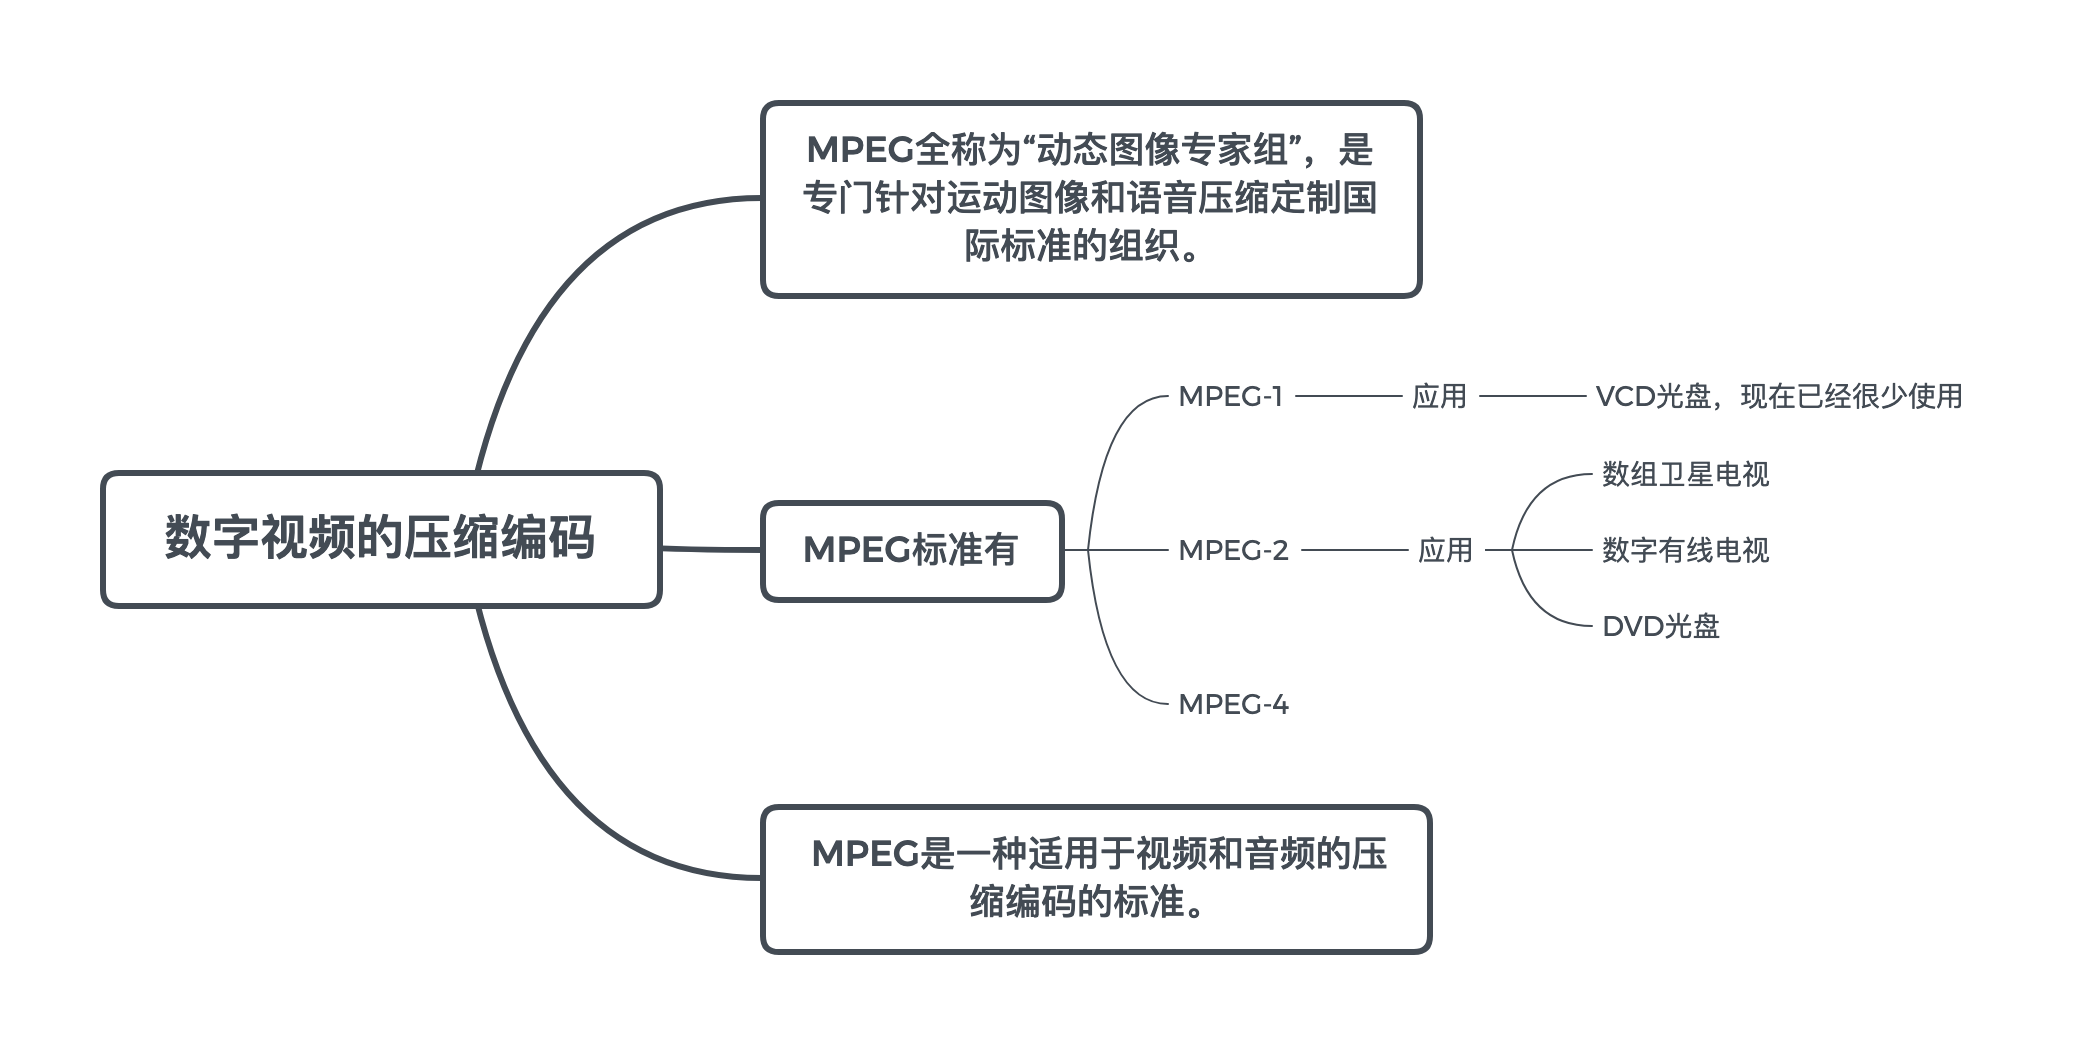 数字视频的压缩编码
MPEG全称为“动态图像专家组”，是
专门针对运动图像和语音压缩定制国
际标准的组织。
MPEG标准有
MPEG-1
应用
VCD光盘，现在已经很少使用
MPEG-2
应用
数组卫星电视
数字有线电视
DVD光盘
MPEG-4
MPEG是一种适用于视频和音频的压
缩编码的标准。